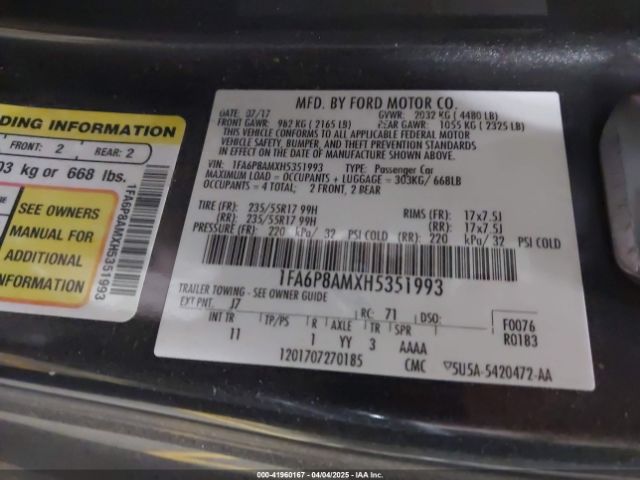 DING INFORMATION
FRONT: 2 REAR: 2
03 kg or 668 lbs.
SEE OWNERS
MANUAL FOR
ADDITIONAL
INFORMATION
1FA6P8AMXH5351993
MFD. BY FORD MOTOR CO.
DATE: 07/17 GVWR: 2032 KG ( 4480 LB)
FRONT GAWR: 982 KG ( 2165 LB) REAR GAWR: 1055 KG ( 2325 LB)
THIS VEHICLE CONFORMS TO ALL APPLICABLE FEDERAL MOTOR
VEHICLE SAFETY, BUMPER, AND THEFT PREVENTION STANDARDS
IN EFFECT ON THE DATE OF MANUFACTURE SHOWN ABOVE.
VIN: 1FA6P8AMXH5351993 TYPE: Passenger Car
MAXIMUM LOAD = OCCUPANTS + LUGGAGE = 303KG/ 668LB
OCCUPANTS = 4 TOTAL; 2 FRONT, 2 REAR
TIRE (FR): 235/55R17 99H RIMS (FR): 17x7.5J
(RR): 235/55R17 99H (RR): 17x7.5J
PRESSURE (FR): 220 kPa/ 32 PSI COLD (RR): 220 kPa/ 32 PSI COLD
1FA6P8AMXH5351993
TRAILER TOWING - SEE OWNER GUIDE
EXT PNT: J7 RC: 71 DSO: F0076
INT TR TP/PS R AXLE TR SPR R0183
11 1 YY 3 AAAA
1201707270185 CMC 5U5A-5420472-AA
000-41960167 - 04/04/2025 - IAA Inc.